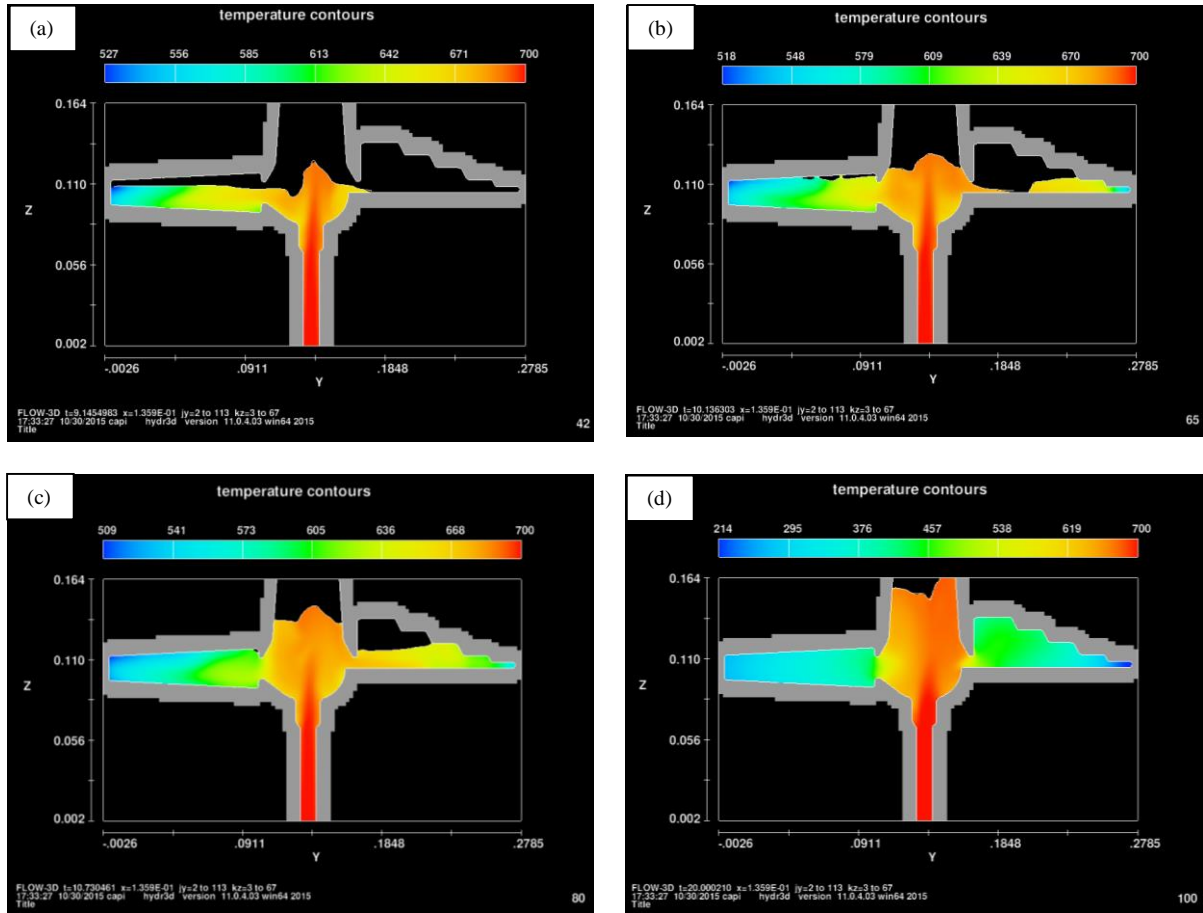 (a)
temperature contours
527 556 585 613 642 671 700
0.164
0.110
Z
0.056
0.002
-.0026 .0911 .1848 .2785
Y
FLOW-3D t=9.1454983 x=1.359E-01 jy=2 to 113 kz=3 to 67
17:33:27 10/30/2015 capi hydr3d version 11.0.4.03 win64 2015
Title
42
(b)
temperature contours
518 548 579 609 639 670 700
0.164
0.110
Z
0.056
0.002
-.0026 .0911 .1848 .2785
Y
FLOW-3D t=10.136303 x=1.359E-01 jy=2 to 113 kz=3 to 67
17:33:27 10/30/2015 capi hydr3d version 11.0.4.03 win64 2015
Title
65
(c)
temperature contours
509 541 573 605 636 668 700
0.164
0.110
Z
0.056
0.002
-.0026 .0911 .1848 .2785
Y
FLOW-3D t=10.730461 x=1.359E-01 jy=2 to 113 kz=3 to 67
17:33:27 10/30/2015 capi hydr3d version 11.0.4.03 win64 2015
Title
80
(d)
temperature contours
214 295 376 457 538 619 700
0.164
0.110
Z
0.056
0.002
-.0026 .0911 .1848 .2785
Y
FLOW-3D t=20.000210 x=1.359E-01 jy=2 to 113 kz=3 to 67
17:33:27 10/30/2015 capi hydr3d version 11.0.4.03 win64 2015
Title
100